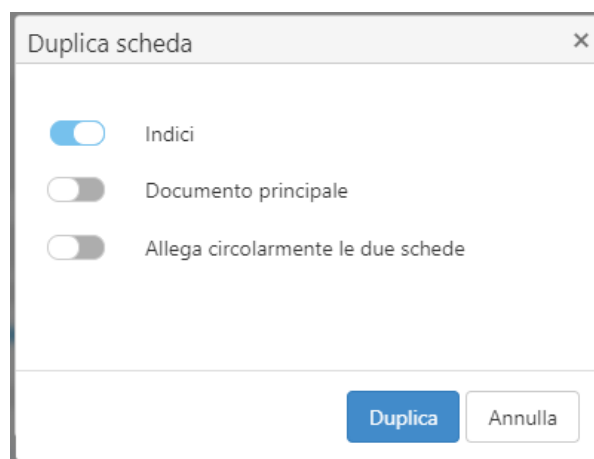 Duplica scheda
Indici
Documento principale
Allega circolarmente le due schede
Duplica Annulla